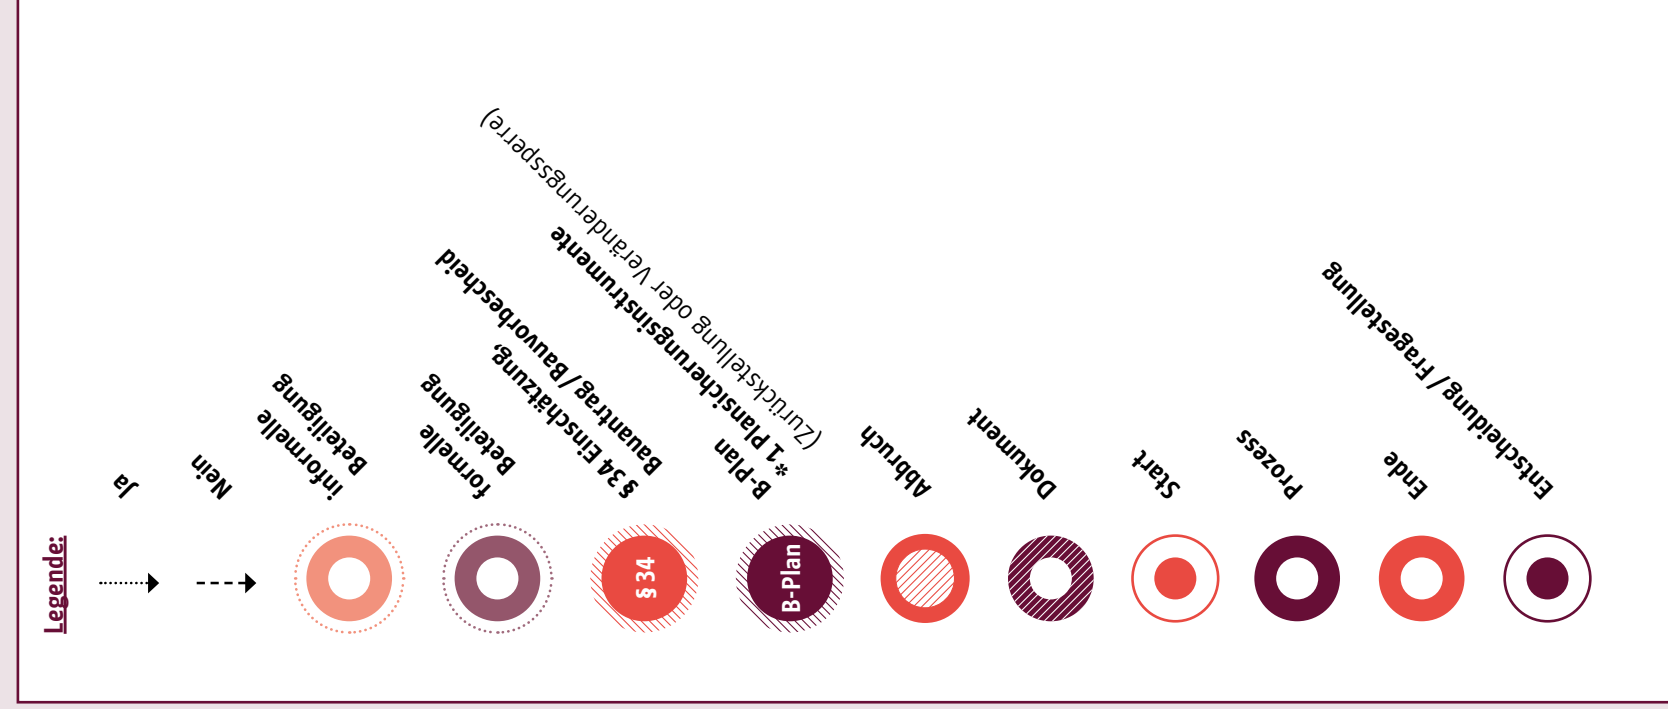 Legende:
Ja
Nein
informelle
Beteiligung
formelle
Beteiligung
§ 34 Einschätzung,
Bauantrag / Bauvorbescheid
B-Plan
*1 Plansicherungsinstrumente
(Zurückstellung oder Veränderungssperre)
Abbruch
Dokument
Start
Prozess
Ende
Entscheidung / Fragestellung
§ 34
B-Plan